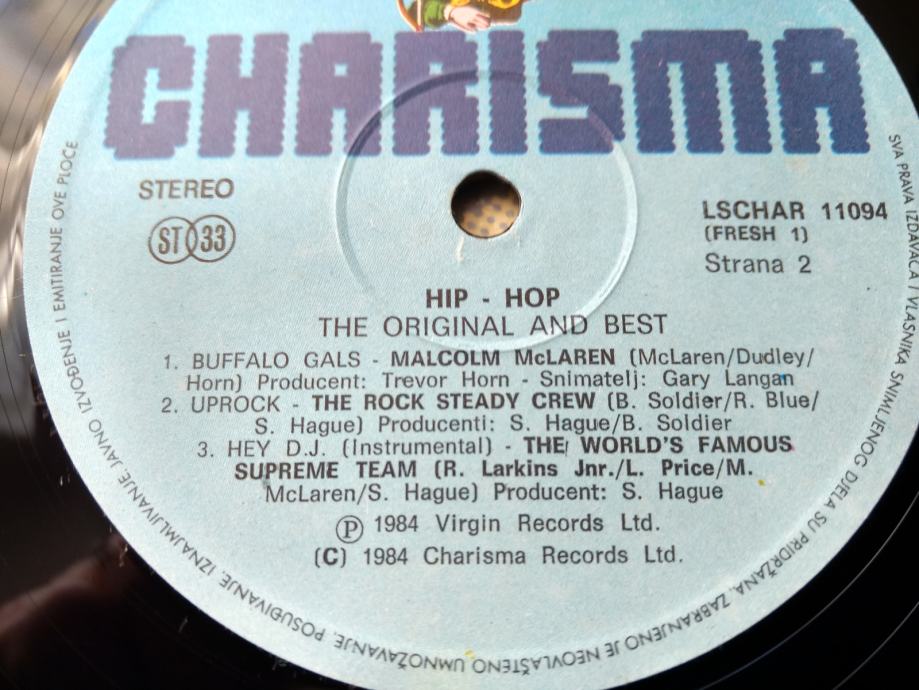 CHARISMA
STEREO
ST 33
LSCHAR 11094
(FRESH 1)
Strana 2
HIP - HOP
THE ORIGINAL AND BEST
1. BUFFALO GALS - MALCOLM McLAREN (McLaren/Dudley/
Horn) Producent: Trevor Horn - Snimatelj: Gary Langan
2. UPROCK - THE ROCK STEADY CREW (B. Soldier/R. Blue/
S. Hague) Producenti: S. Hague/B. Soldier
3. HEY D.J. (Instrumental) - THE WORLD'S FAMOUS
SUPREME TEAM (R. Larkins Jnr./L. Price/M.
McLaren/S. Hague) Producent: S. Hague
Ⓟ 1984 Virgin Records Ltd.
(C) 1984 Charisma Records Ltd.
SVA PRAVA IZDAVAČA I VLASNIKA SNIMLJENOG DJELA SU PRIDRŽANA. ZABRANJENO JE NEOVLAŠTENO UMNOŽAVANJE, POSUĐIVANJE, IZNAJMLJIVANJE, JAVNO IZVOĐENJE I EMITIRANJE OVE PLOČE